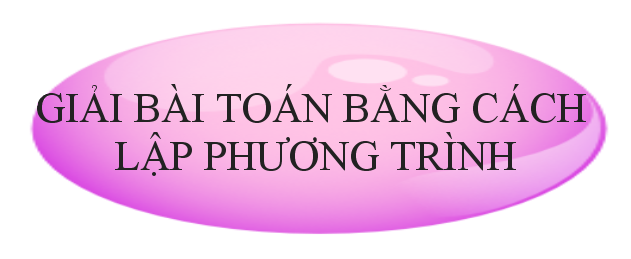 GIẢI BÀI TOÁN BẰNG CÁCH
LẬP PHƯƠNG TRÌNH